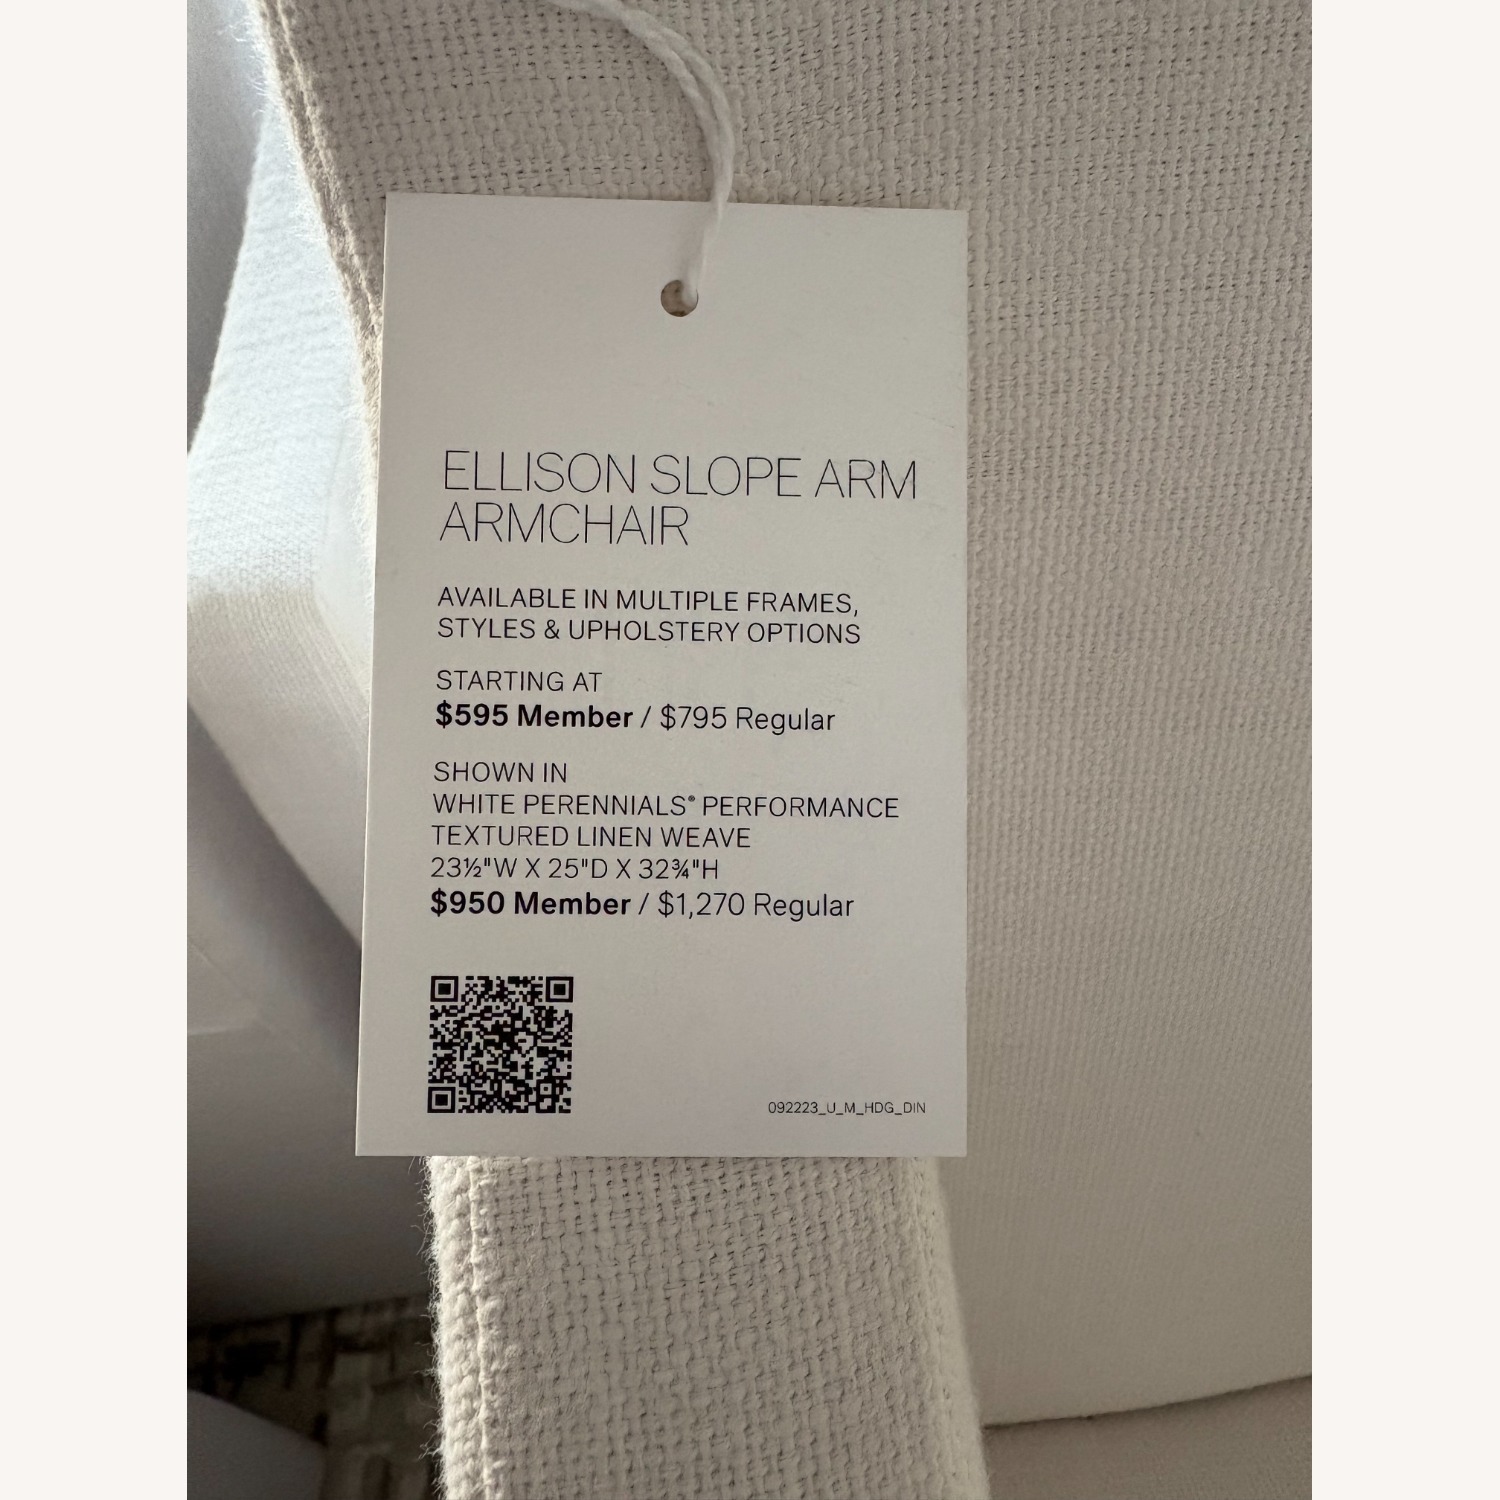 ELLISON SLOPE ARM
ARMCHAIR
AVAILABLE IN MULTIPLE FRAMES,
STYLES & UPHOLSTERY OPTIONS
STARTING AT
$595 Member / $795 Regular
SHOWN IN
WHITE PERENNIALS® PERFORMANCE
TEXTURED LINEN WEAVE
23½"W X 25"D X 32¾"H
$950 Member / $1,270 Regular
092223_U_M_HDG_DIN